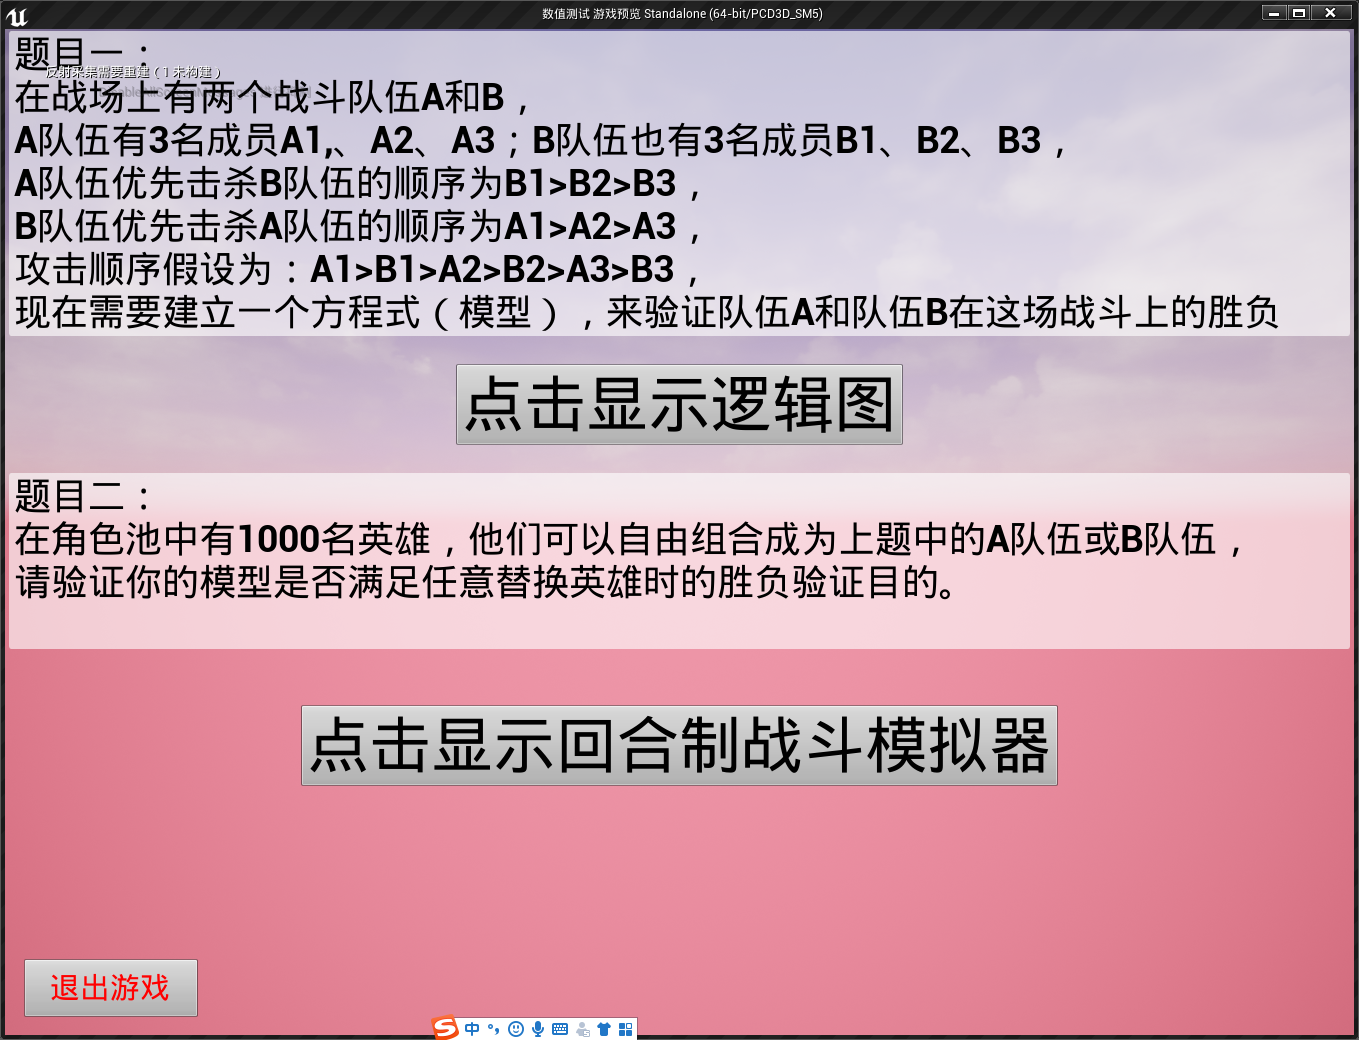 数值测试 游戏预览 Standalone (64-bit/PCD3D_SM5)
题目一：
反射采集需要重建（1 未构建）
在战场上有两个战斗队伍A和B，
A队伍有3名成员A1,、A2、A3；B队伍也有3名成员B1、B2、B3，
A队伍优先击杀B队伍的顺序为B1>B2>B3，
B队伍优先击杀A队伍的顺序为A1>A2>A3，
攻击顺序假设为：A1>B1>A2>B2>A3>B3，
现在需要建立一个方程式（模型），来验证队伍A和队伍B在这场战斗上的胜负
点击显示逻辑图
题目二：
在角色池中有1000名英雄，他们可以自由组合成为上题中的A队伍或B队伍，
请验证你的模型是否满足任意替换英雄时的胜负验证目的。
点击显示回合制战斗模拟器
退出游戏
中